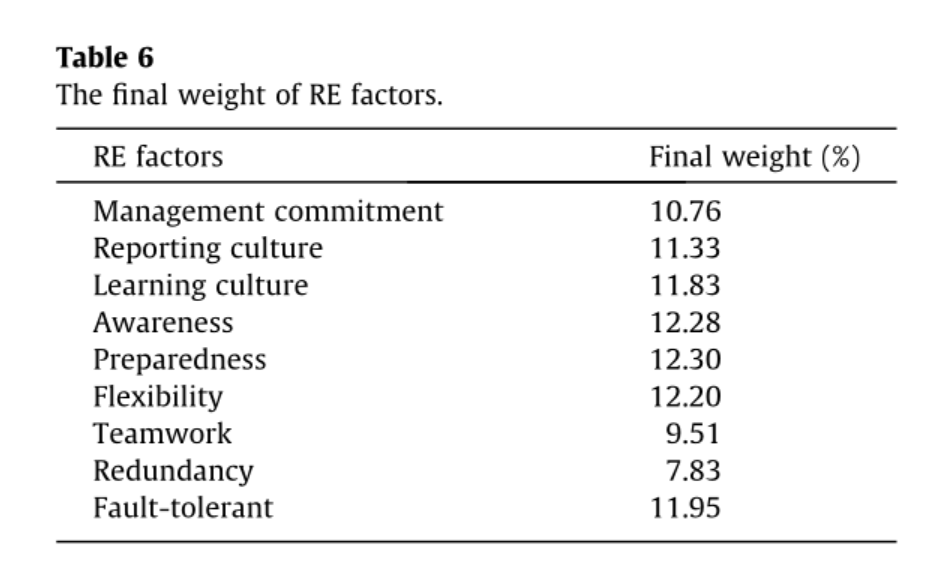 Table 6
The final weight of RE factors.
RE factors Final weight (%)
Management commitment 10.76
Reporting culture 11.33
Learning culture 11.83
Awareness 12.28
Preparedness 12.30
Flexibility 12.20
Teamwork 9.51
Redundancy 7.83
Fault-tolerant 11.95